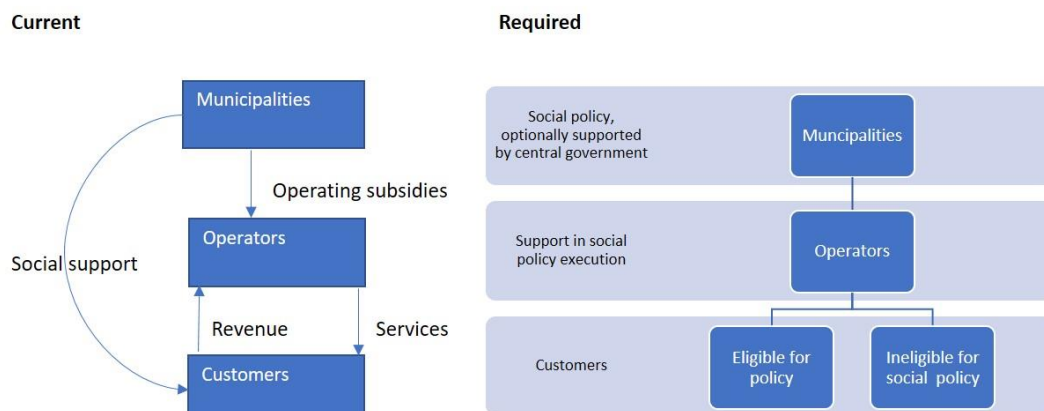 Current
Municipalities
Operating subsidies
Operators
Social support
Revenue
Services
Customers
Required
Social policy,
optionally supported
by central government
Muncipalities
Support in social
policy execution
Operators
Customers
Eligible for
policy
Ineligible for
social policy